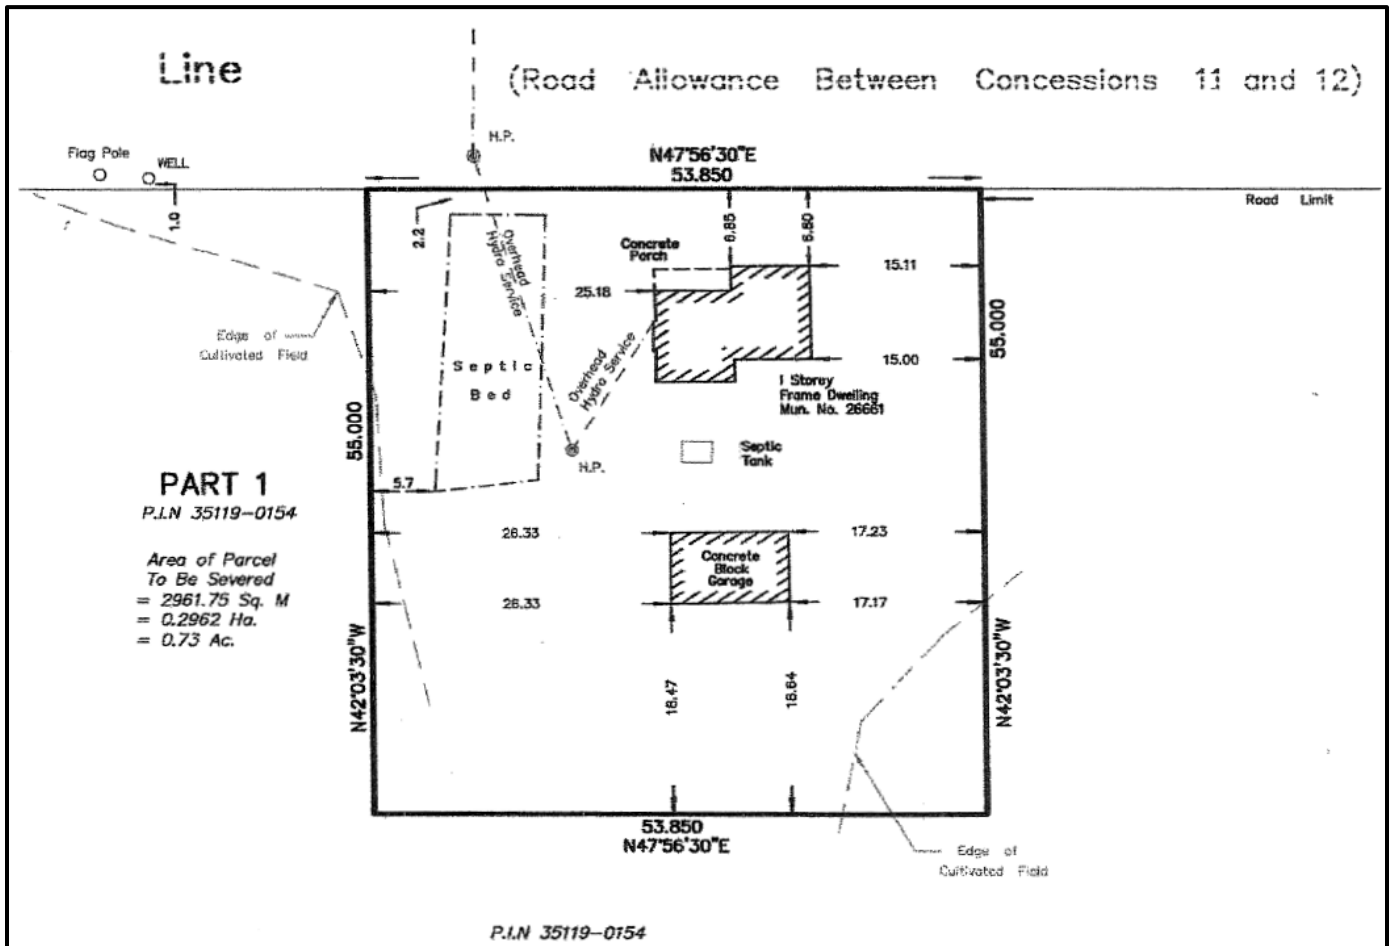 Line
(Road Allowance Between Concessions 11 and 12)
H.P.
Flag Pole
WELL
N47°56'30"E
53.850
Road Limit
1.0
2.2
Overhead
Hydro Service
Concrete
Porch
6.85
6.80
15.11
25.18
Edge of
Cultivated Field
55.000
Septic
Bed
Overhead
Hydro Service
15.00
1 Storey
Frame Dwelling
Mun. No. 26661
55.000
H.P.
Septic
Tank
PART 1
P.I.N 35119-0154
5.7
Area of Parcel
To Be Severed
= 2961.75 Sq. M
= 0.2962 Ha.
= 0.73 Ac.
26.33
17.23
Concrete
Block
Garage
26.33
17.17
N42°03'30"W
18.47
18.64
N42°03'30"W
53.850
N47°56'30"E
Edge of
Cultivated Field
P.I.N 35119-0154